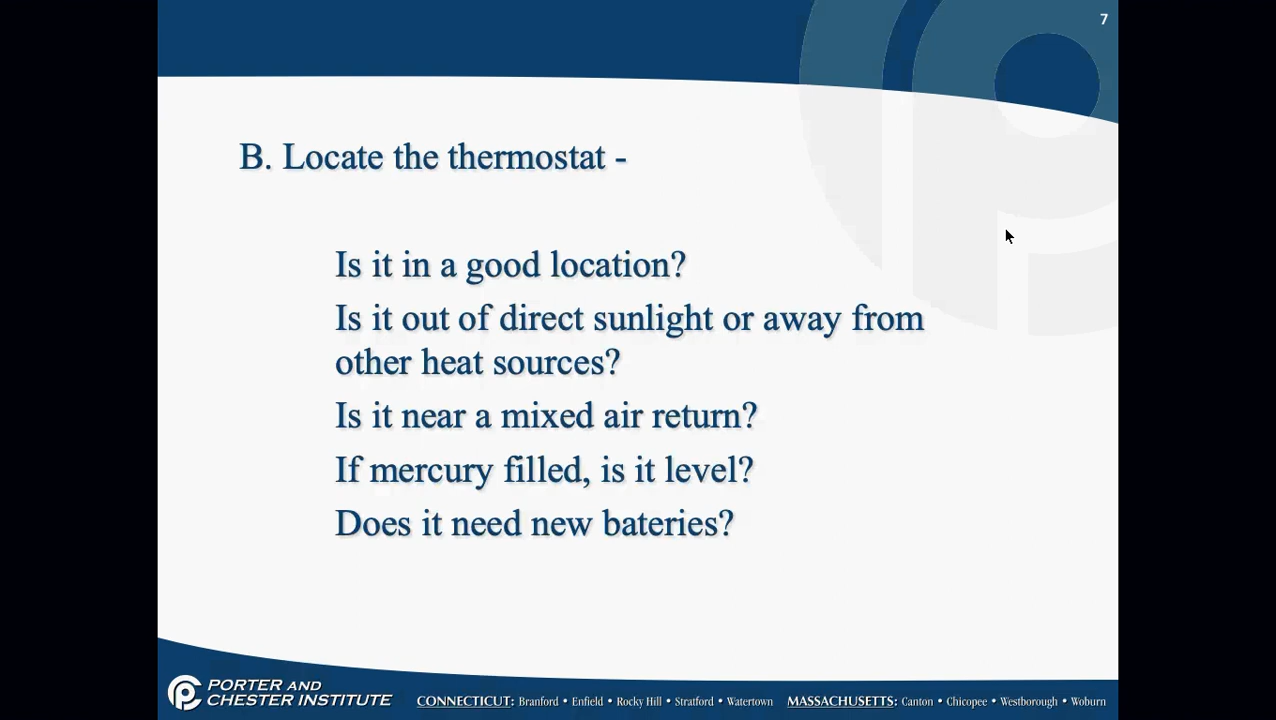 7
B. Locate the thermostat -
Is it in a good location?
Is it out of direct sunlight or away from
other heat sources?
Is it near a mixed air return?
If mercury filled, is it level?
Does it need new bateries?
PORTER AND
CHESTER INSTITUTE
CONNECTICUT: Branford • Enfield • Rocky Hill • Stratford • Watertown MASSACHUSETTS: Canton • Chicopee • Westborough • Woburn